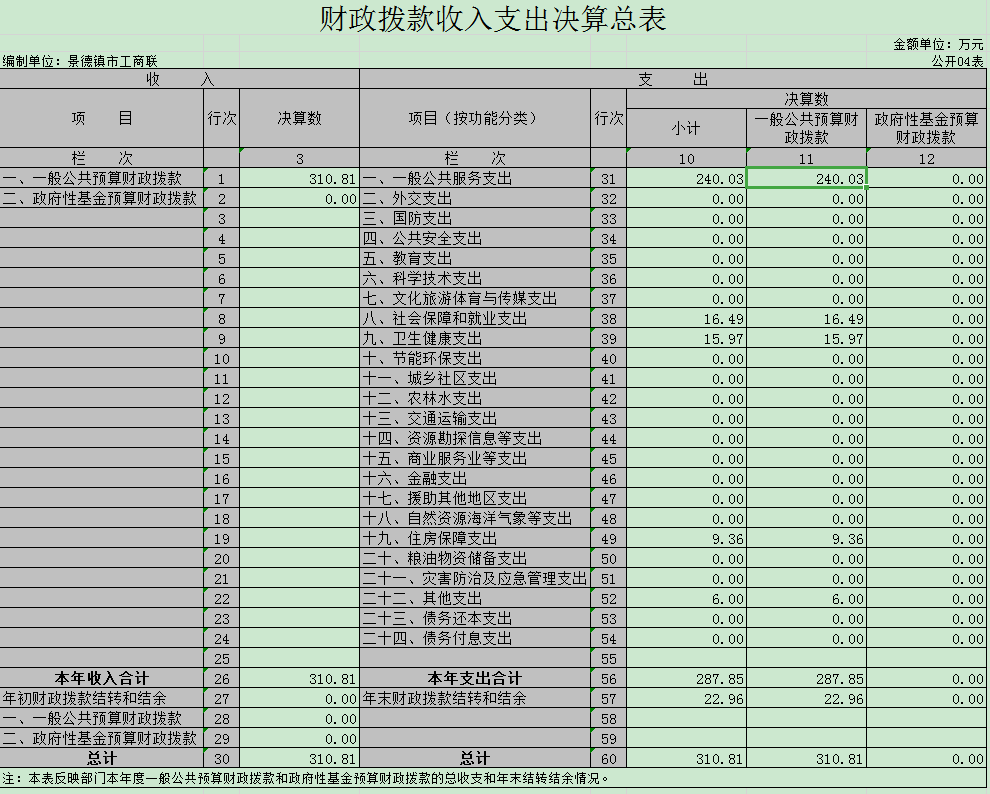 财政拨款收入支出决算总表
金额单位：万元
编制单位：景德镇市工商联 公开04表
收 入 支 出
项 目 行次 决算数 项目（按功能分类） 行次 决算数
小计 一般公共预算财政拨款 政府性基金预算财政拨款
栏 次 3 栏 次 10 11 12
一、一般公共预算财政拨款 1 310.81 一、一般公共服务支出 31 240.03 240.03 0.00
二、政府性基金预算财政拨款 2 0.00 二、外交支出 32 0.00 0.00 0.00
3 三、国防支出 33 0.00 0.00 0.00
4 四、公共安全支出 34 0.00 0.00 0.00
5 五、教育支出 35 0.00 0.00 0.00
6 六、科学技术支出 36 0.00 0.00 0.00
7 七、文化旅游体育与传媒支出 37 0.00 0.00 0.00
8 八、社会保障和就业支出 38 16.49 16.49 0.00
9 九、卫生健康支出 39 15.97 15.97 0.00
10 十、节能环保支出 40 0.00 0.00 0.00
11 十一、城乡社区支出 41 0.00 0.00 0.00
12 十二、农林水支出 42 0.00 0.00 0.00
13 十三、交通运输支出 43 0.00 0.00 0.00
14 十四、资源勘探信息等支出 44 0.00 0.00 0.00
15 十五、商业服务业等支出 45 0.00 0.00 0.00
16 十六、金融支出 46 0.00 0.00 0.00
17 十七、援助其他地区支出 47 0.00 0.00 0.00
18 十八、自然资源海洋气象等支出 48 0.00 0.00 0.00
19 十九、住房保障支出 49 9.36 9.36 0.00
20 二十、粮油物资储备支出 50 0.00 0.00 0.00
21 二十一、灾害防治及应急管理支出 51 0.00 0.00 0.00
22 二十二、其他支出 52 6.00 6.00 0.00
23 二十三、债务还本支出 53 0.00 0.00 0.00
24 二十四、债务付息支出 54 0.00 0.00 0.00
25 55
本年收入合计 26 310.81 本年支出合计 56 287.85 287.85 0.00
年初财政拨款结转和结余 27 0.00 年末财政拨款结转和结余 57 22.96 22.96 0.00
一、一般公共预算财政拨款 28 0.00 58
二、政府性基金预算财政拨款 29 0.00 59
总计 30 310.81 总计 60 310.81 310.81 0.00
注：本表反映部门本年度一般公共预算财政拨款和政府性基金预算财政拨款的总收支和年末结转结余情况。